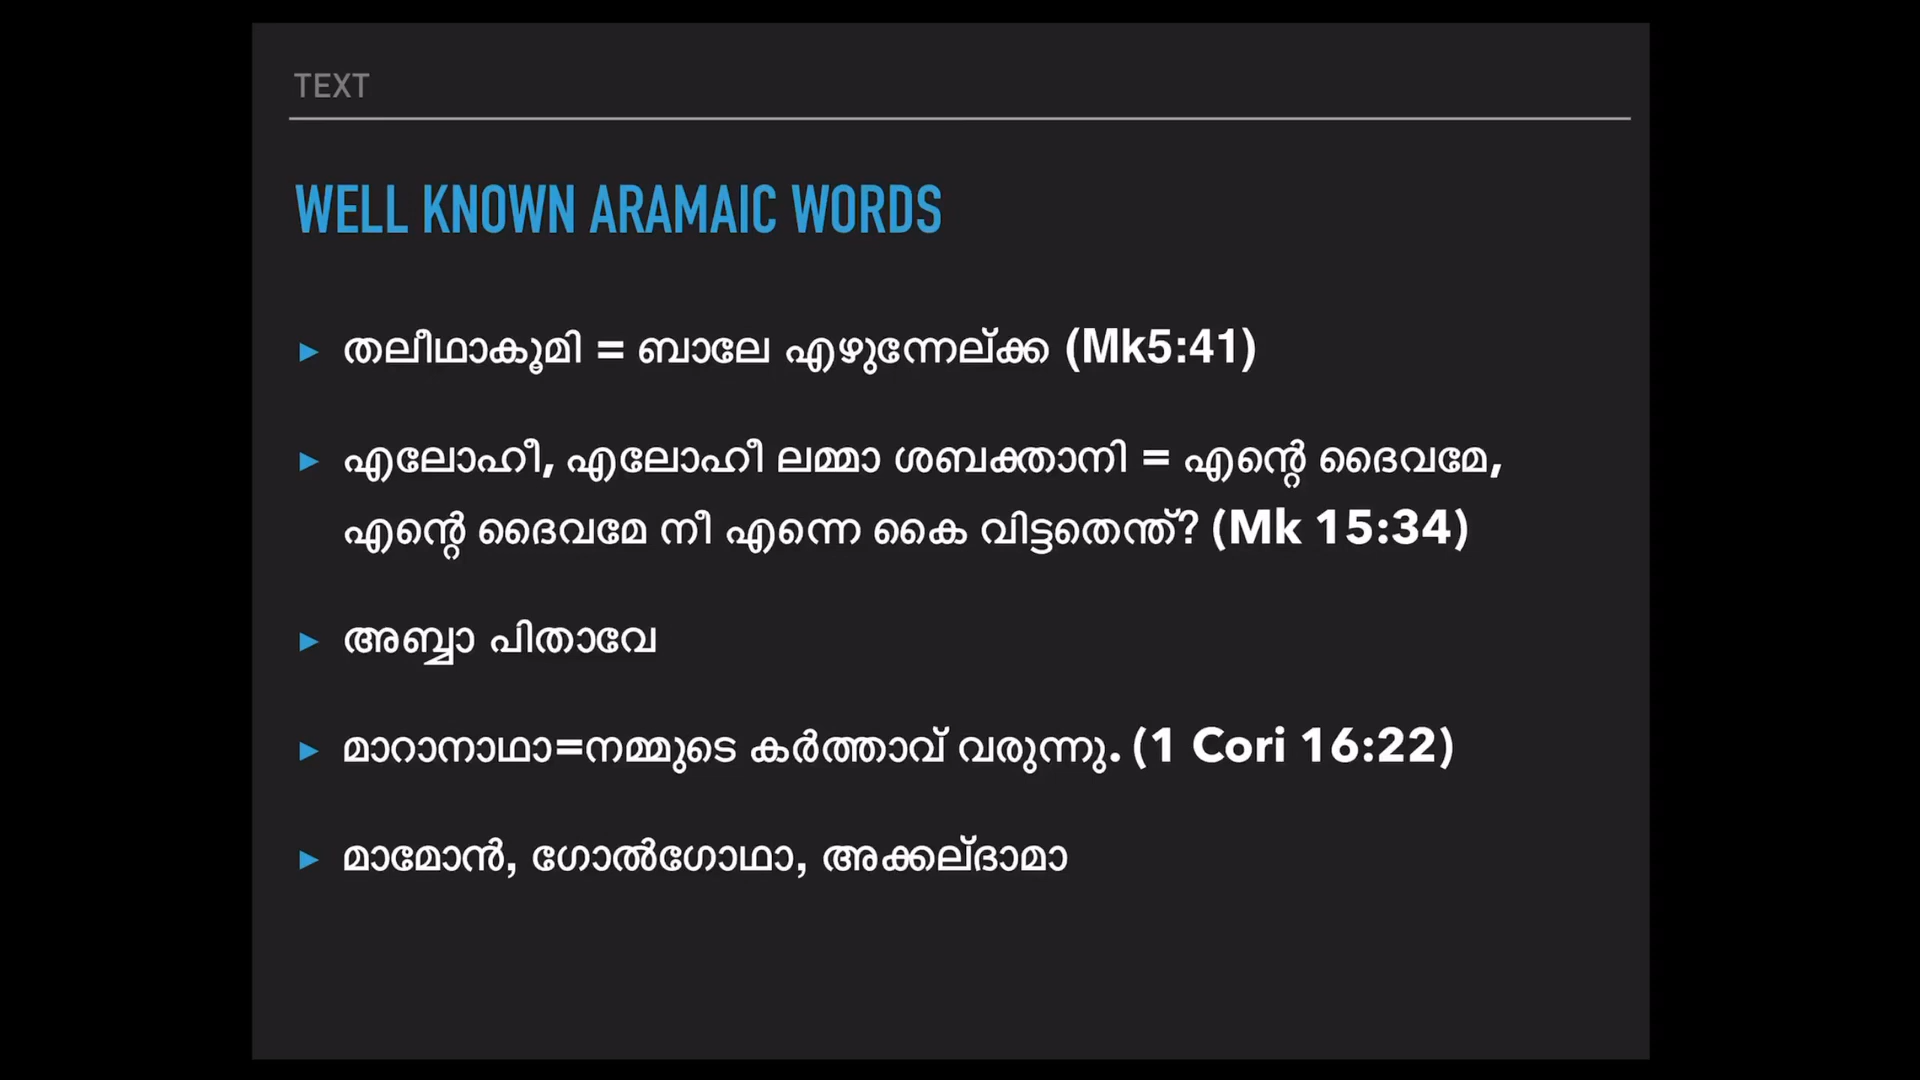 TEXT
WELL KNOWN ARAMAIC WORDS
▸ തലീഥാകൂമി = ബാലേ എഴുന്നേല്ക്ക (Mk5:41)
▸ എലോഹീ, എലോഹീ ലമ്മാ ശബക്താനി = എന്റെ ദൈവമേ,
എന്റെ ദൈവമേ നീ എന്നെ കൈ വിട്ടതെന്ത്? (Mk 15:34)
▸ അബ്ബാ പിതാവേ
▸ മാറാനാഥാ=നമ്മുടെ കർത്താവ് വരുന്നു. (1 Cori 16:22)
▸ മാമോൻ, ഗോൽഗോഥാ, അക്കല്ദാമാ